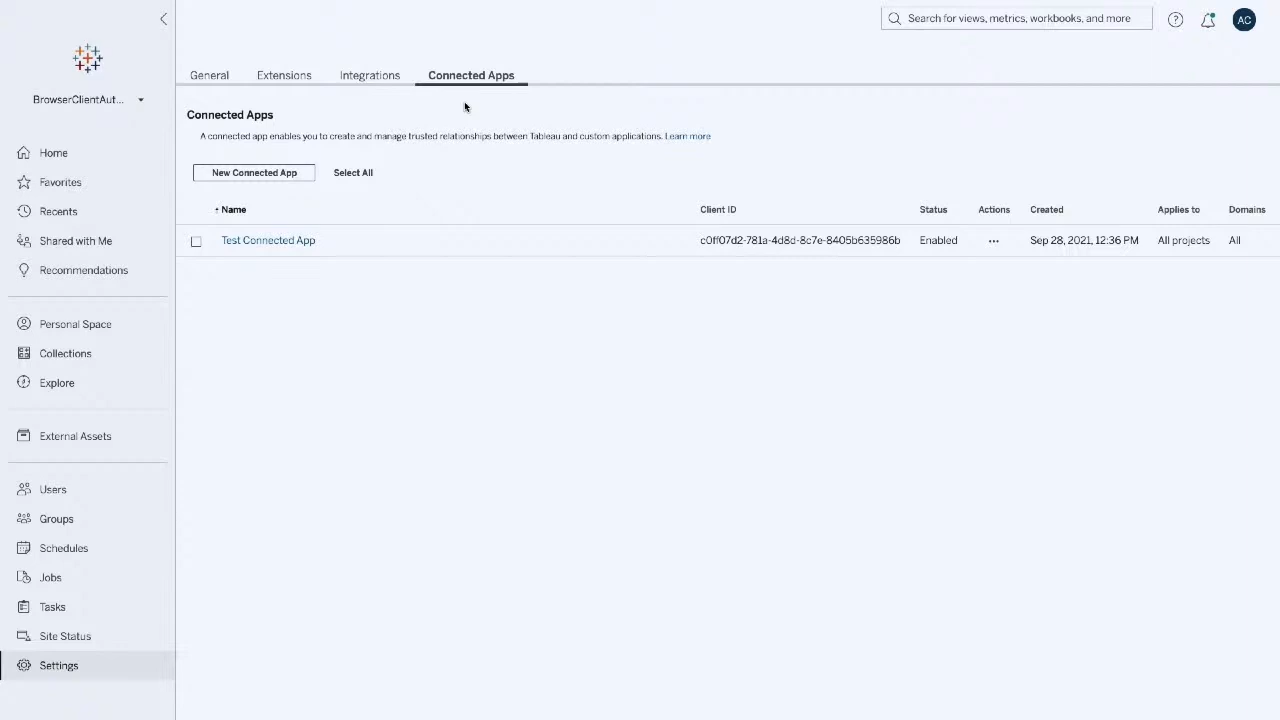 Search for views, metrics, workbooks, and more
AC
BrowserClientAut...
General Extensions Integrations Connected Apps
Connected Apps
A connected app enables you to create and manage trusted relationships between Tableau and custom applications. Learn more
New Connected App Select All
Name Client ID Status Actions Created Applies to Domains
Test Connected App c0ff07d2-781a-4d8d-8c7e-8405b635986b Enabled ... Sep 28, 2021, 12:36 PM All projects All
Home
Favorites
Recents
Shared with Me
Recommendations
Personal Space
Collections
Explore
External Assets
Users
Groups
Schedules
Jobs
Tasks
Site Status
Settings